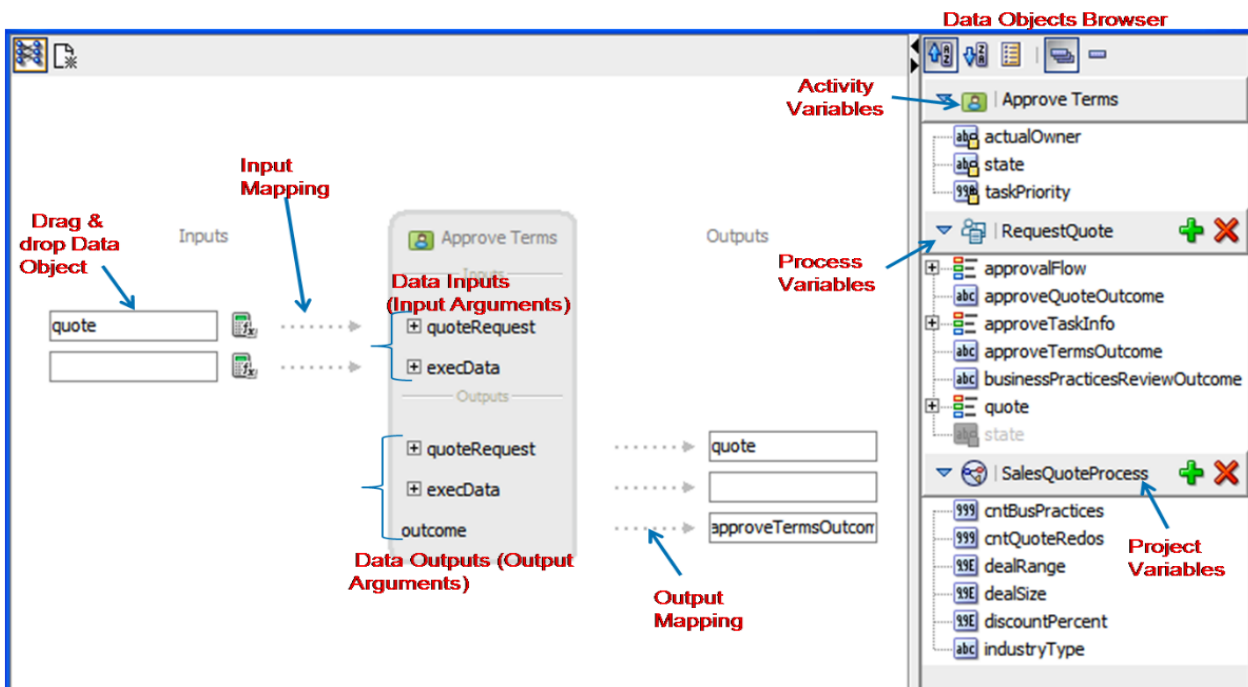 Data Objects Browser
Activity
Variables
Approve Terms
actualOwner
state
taskPriority
Input
Mapping
Drag &
drop Data
Object
Inputs
Approve Terms
Outputs
Inputs
Data Inputs
(Input Arguments)
quote
quoteRequest
execData
Outputs
quoteRequest
quote
execData
outcome
approveTermsOutcom
Data Outputs (Output
Arguments)
Output
Mapping
Process
Variables
RequestQuote
approvalFlow
approveQuoteOutcome
approveTaskInfo
approveTermsOutcome
businessPracticesReviewOutcome
quote
state
SalesQuoteProcess
cntBusPractices
cntQuoteRedos
dealRange
dealSize
discountPercent
industryType
Project
Variables